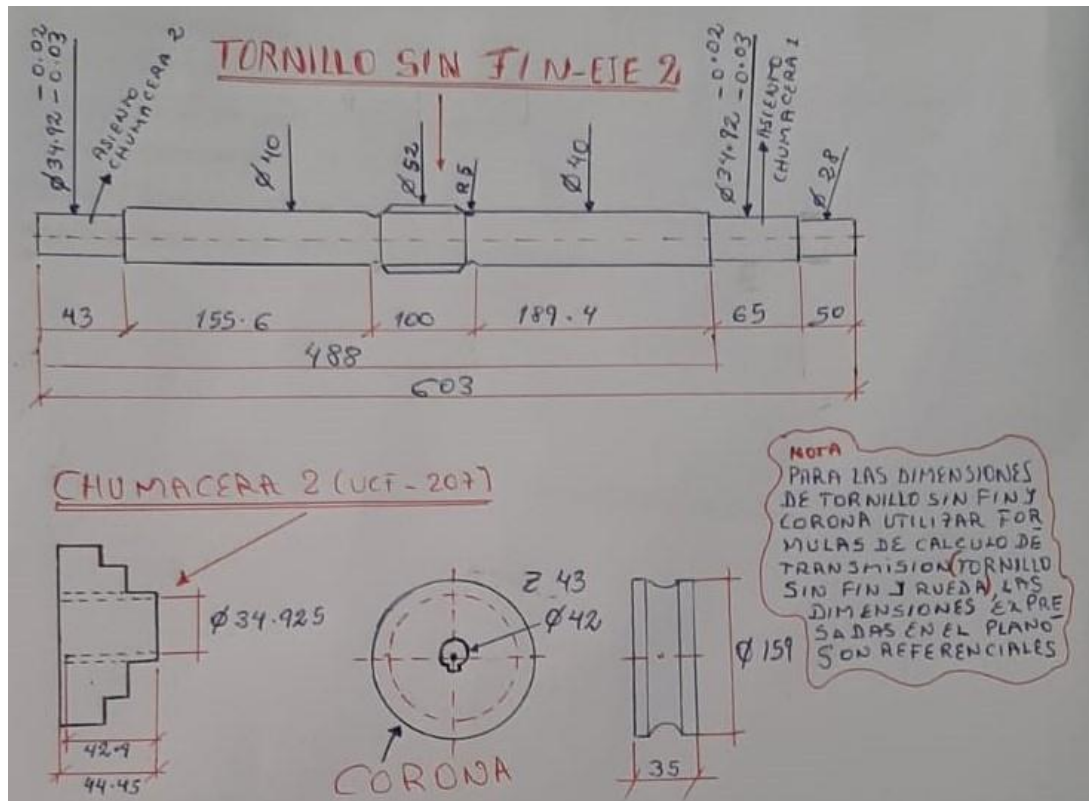 TORNILLO SIN FIN-EJE 2
Ø34.92 -0.02
-0.03
ASIENTO
CHUMACERA 2
Ø40
Ø52
R5
Ø40
Ø34.92 -0.02
-0.03
ASIENTO
CHUMACERA 1
Ø28
43
155.6
100
189.4
65
50
488
603
CHUMACERA 2 (UCF-207)
Ø34.925
42.9
44.45
Z 43
Ø42
CORONA
Ø159
35
NOTA
PARA LAS DIMENSIONES
DE TORNILLO SIN FIN Y
CORONA UTILIZAR FOR
MULAS DE CALCULO DE
TRANSMISION (TORNILLO
SIN FIN Y RUEDA), LAS
DIMENSIONES EXPRE
SADAS EN EL PLANO
SON REFERENCIALES